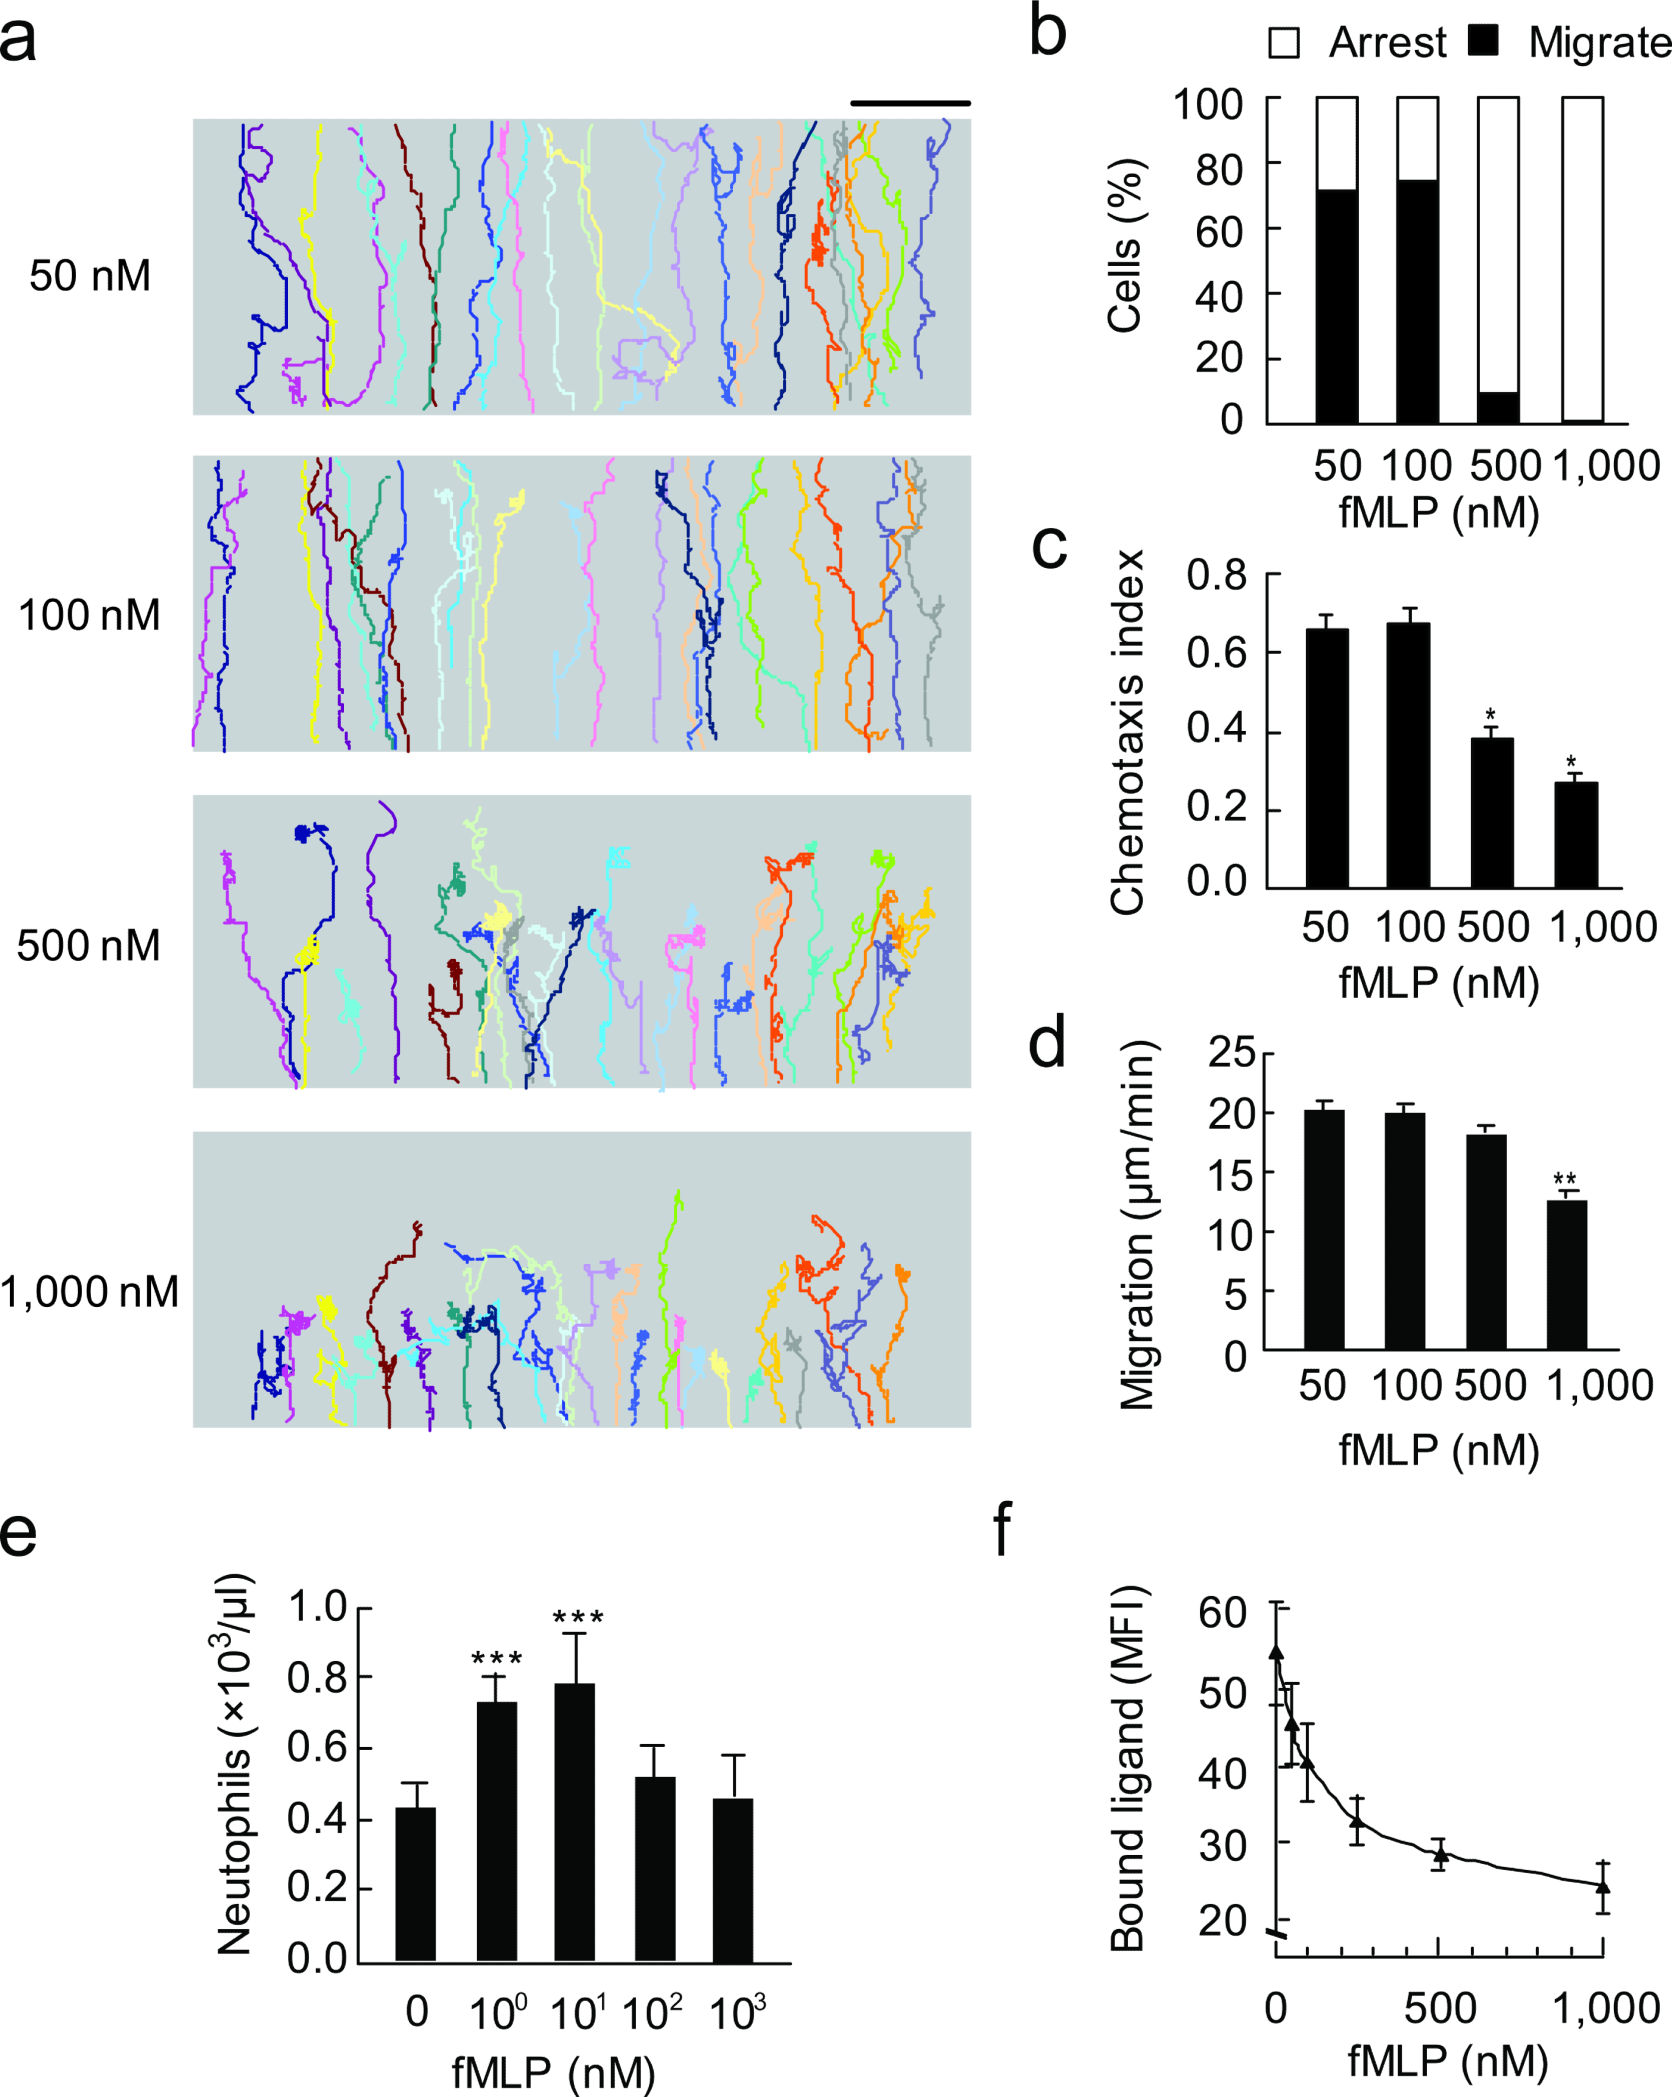 a
50 nM
100 nM
500 nM
1,000 nM
b
Arrest Migrate
Cells (%)
100
80
60
40
20
0
50 100 500 1,000
fMLP (nM)
c
Chemotaxis index
0.8
0.6
0.4
0.2
0.0
*
*
50 100 500 1,000
fMLP (nM)
d
Migration (µm/min)
25
20
15
10
5
0
**
50 100 500 1,000
fMLP (nM)
e
Neutophils (×10³/µl)
1.0
0.8
0.6
0.4
0.2
0.0
***
***
0 10⁰ 10¹ 10² 10³
fMLP (nM)
f
Bound ligand (MFI)
60
50
40
30
20
0 500 1,000
fMLP (nM)